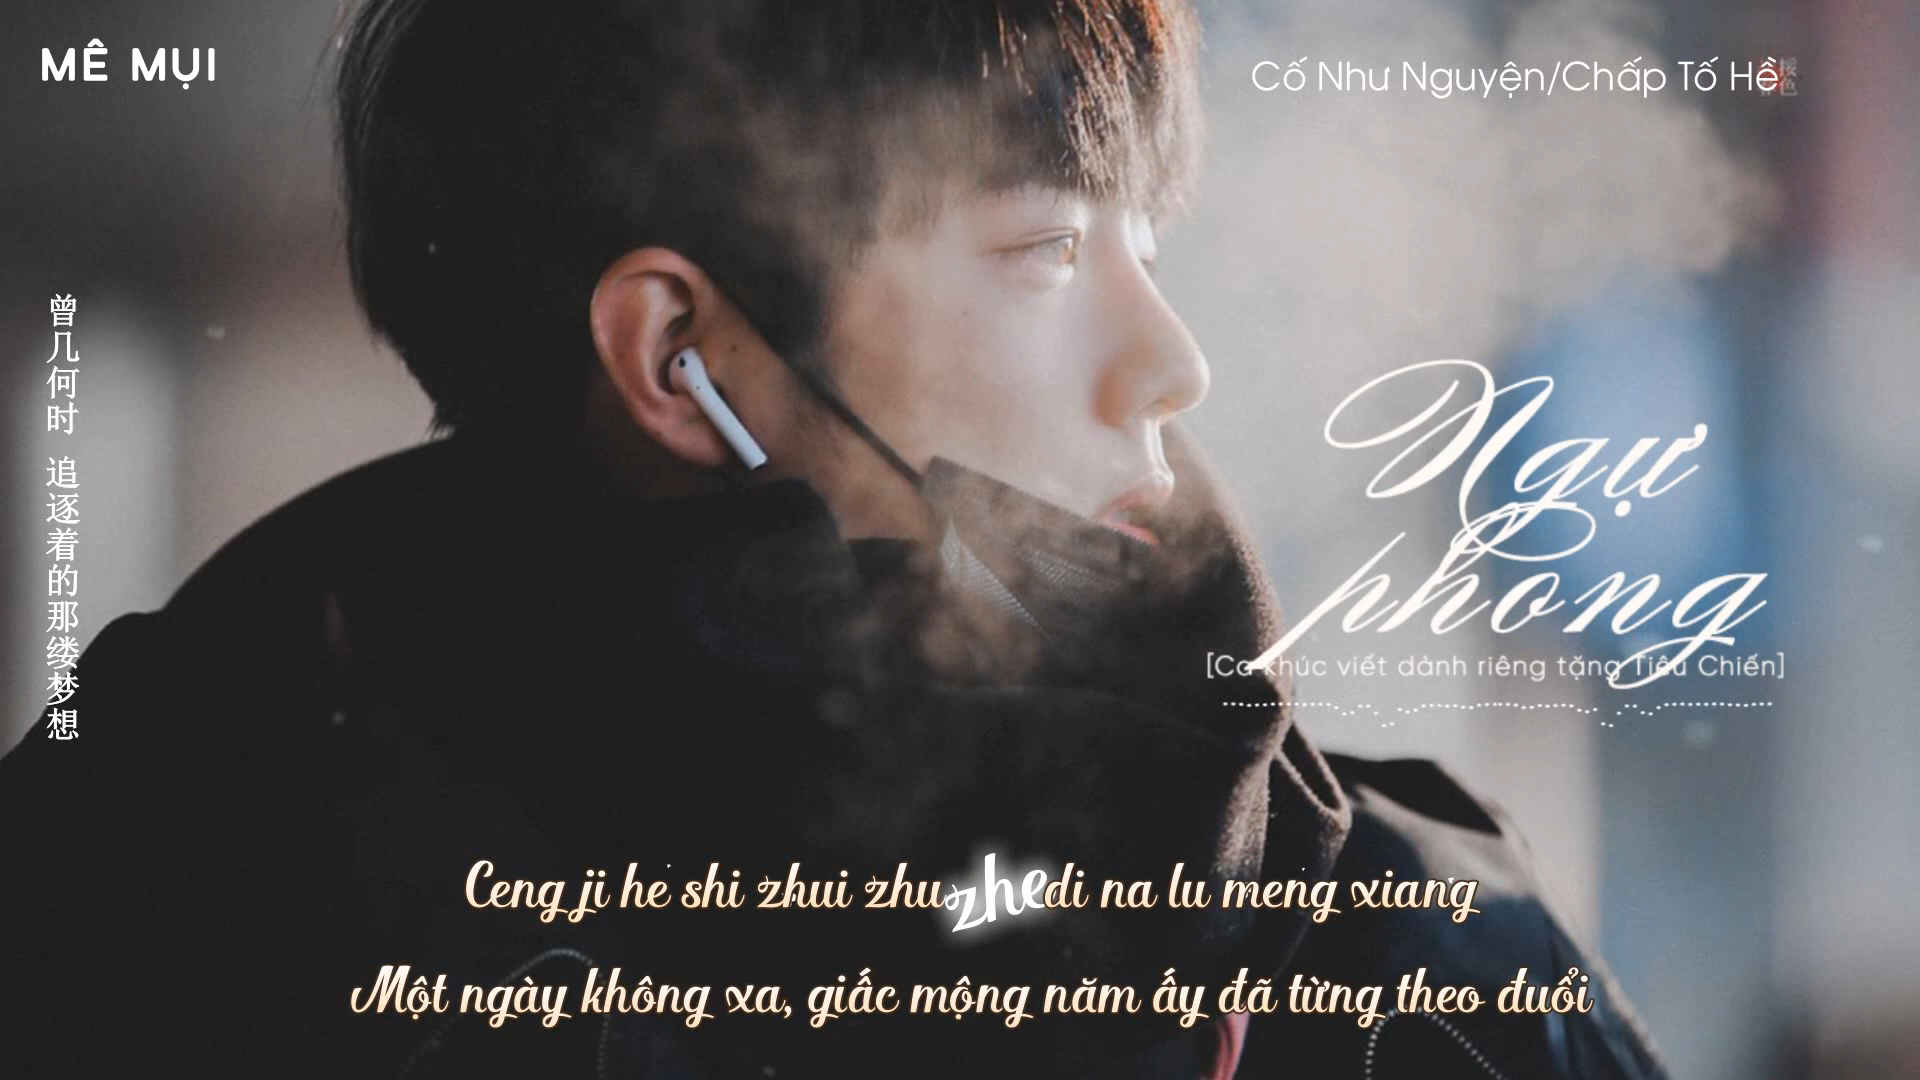 MÊ MỤI
Cố Như Nguyện/Chấp Tố Hề
曾几何时 追逐着的那缕梦想
Ngự
phong
[Ca khúc viết dành riêng tặng Tiêu Chiến]
Ceng ji he shi zhui zhu zhe di na lu meng xiang
Một ngày không xa, giấc mộng năm ấy đã từng theo đuổi